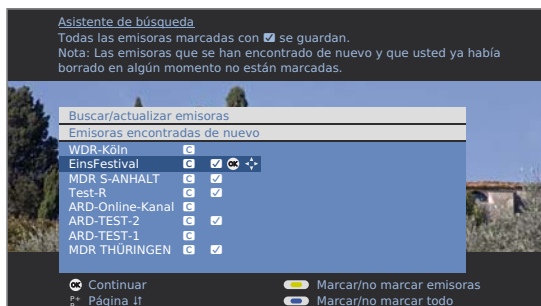 Asistente de búsqueda
Todas las emisoras marcadas con ☑ se guardan.
Nota: Las emisoras que se han encontrado de nuevo y que usted ya había
borrado en algún momento no están marcadas.
Buscar/actualizar emisoras
Emisoras encontradas de nuevo
WDR-Köln C
EinsFestival C ☑ OK
MDR S-ANHALT C ☑
Test-R C ☑
ARD-Online-Kanal C
ARD-TEST-2 C ☑
ARD-TEST-1 C
MDR THÜRINGEN C ☑
OK Continuar
Marcar/no marcar emisoras
P+ Página
Marcar/no marcar todo